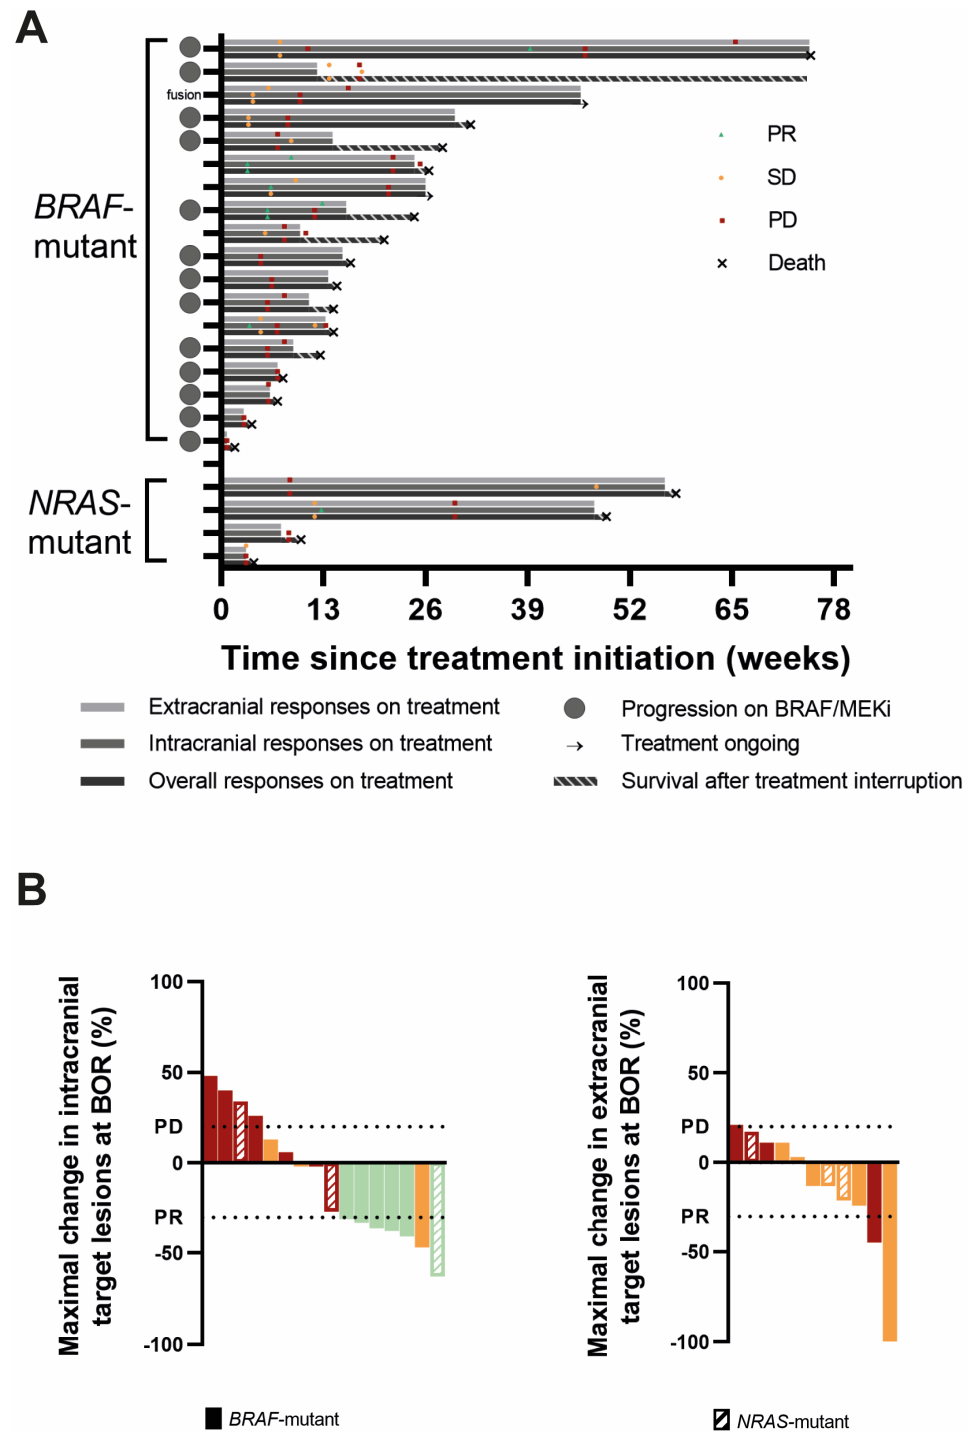 A
fusion
BRAF-
mutant
PR
SD
PD
Death
NRAS-
mutant
0 13 26 39 52 65 78
Time since treatment initiation (weeks)
Extracranial responses on treatment
Intracranial responses on treatment
Overall responses on treatment
Progression on BRAF/MEKi
Treatment ongoing
Survival after treatment interruption
B
Maximal change in intracranial
target lesions at BOR (%)
100
50
PD
0
PR
-50
-100
BRAF-mutant
Maximal change in extracranial
target lesions at BOR (%)
100
50
PD
0
PR
-50
-100
NRAS-mutant